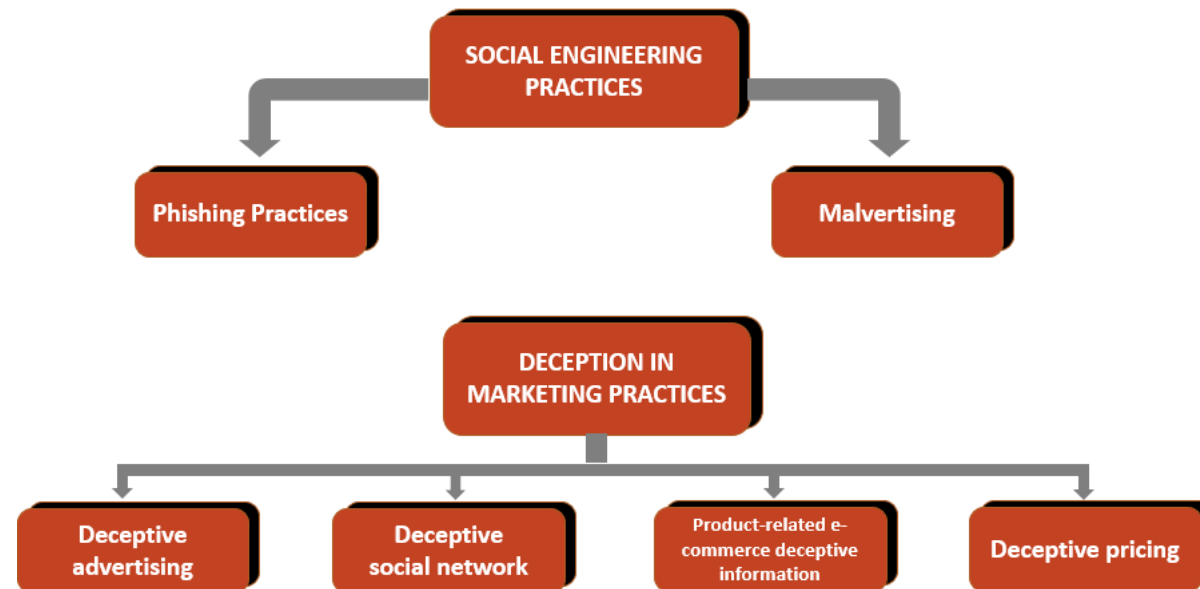 SOCIAL ENGINEERING
PRACTICES
Phishing Practices
Malvertising
DECEPTION IN
MARKETING PRACTICES
Deceptive
advertising
Deceptive
social network
Product-related e-
commerce deceptive
information
Deceptive pricing